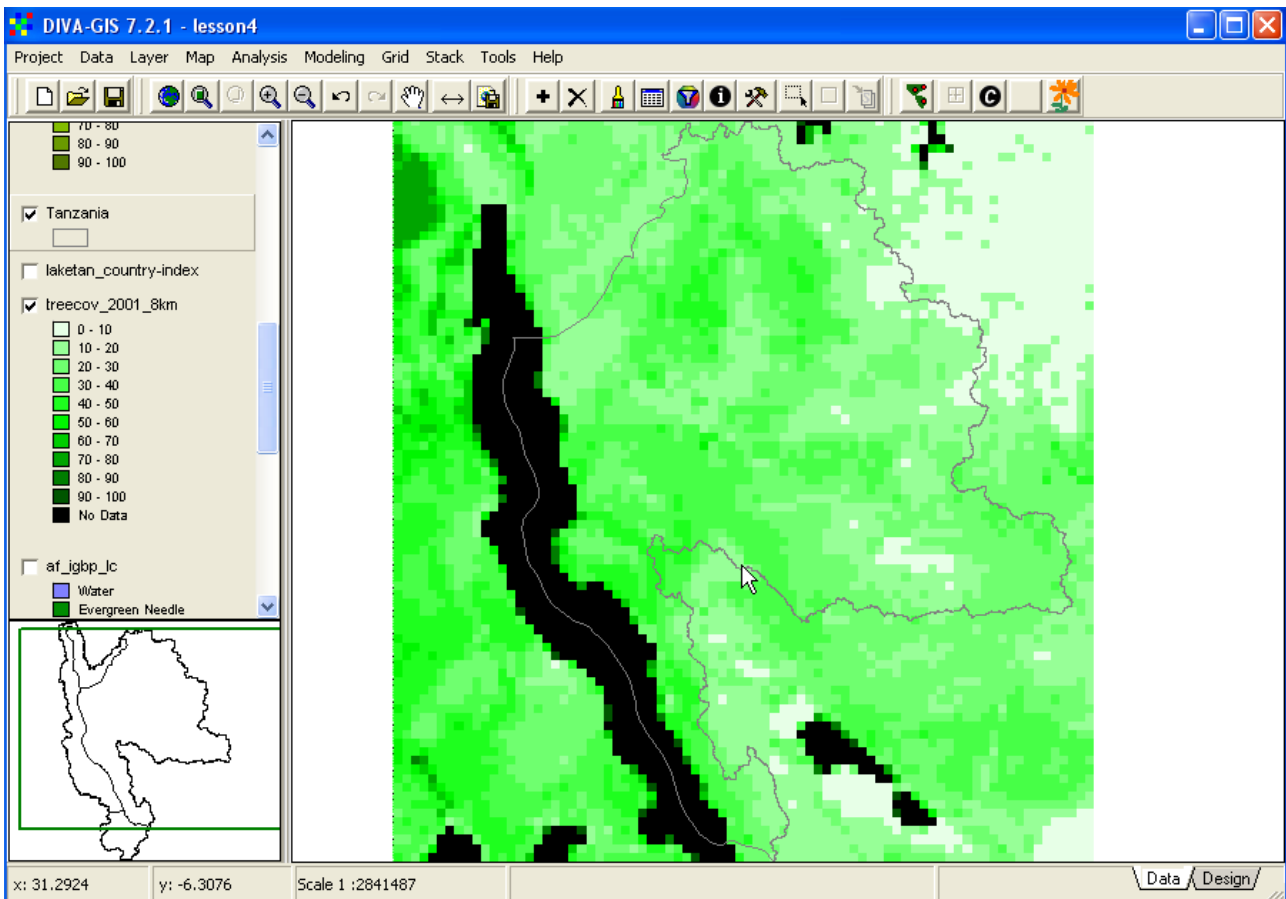 DIVA-GIS 7.2.1 - lesson4
Project Data Layer Map Analysis Modeling Grid Stack Tools Help
70 - 80
80 - 90
90 - 100
Tanzania
laketan_country-index
treecov_2001_8km
0 - 10
10 - 20
20 - 30
30 - 40
40 - 50
50 - 60
60 - 70
70 - 80
80 - 90
90 - 100
No Data
af_igbp_lc
Water
Evergreen Needle
x: 31.2924 y: -6.3076 Scale 1 :2841487 Data Design